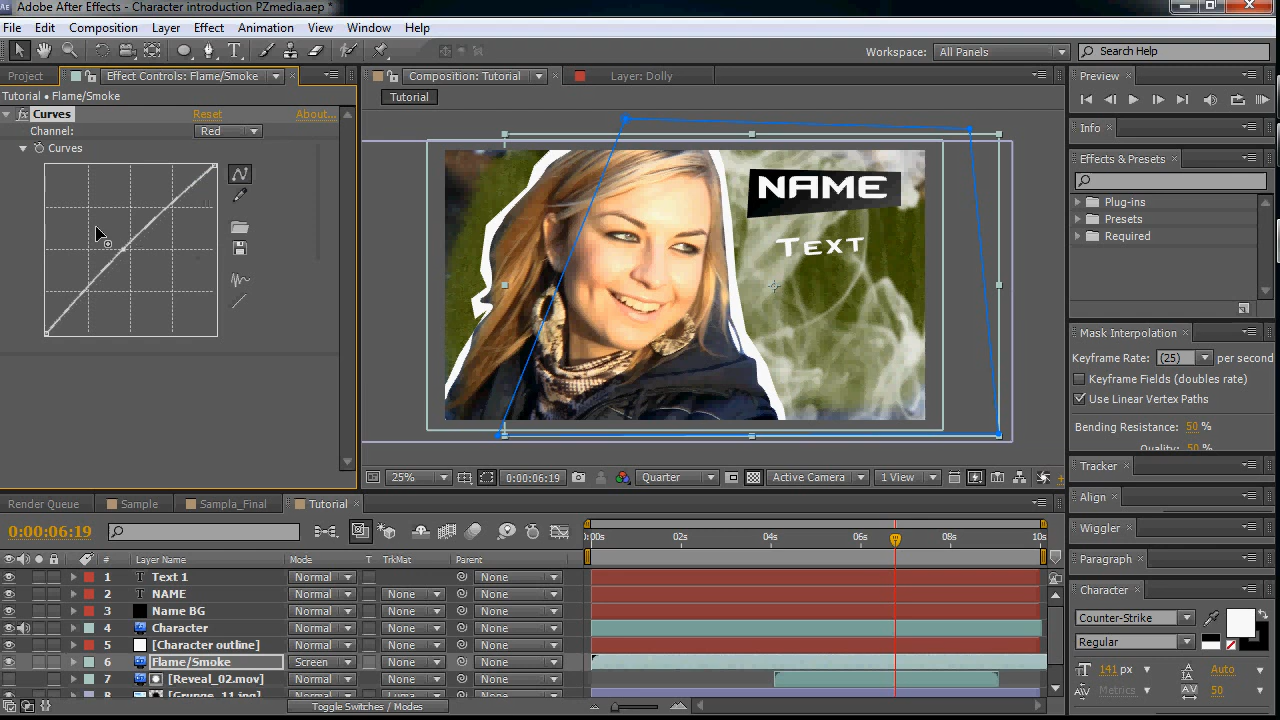 Adobe After Effects - Character introduction PZmedia.aep *
File Edit Composition Layer Effect Animation View Window Help
Workspace: All Panels Search Help
Project Effect Controls: Flame/Smoke Composition: Tutorial Layer: Dolly Preview
Tutorial • Flame/Smoke Tutorial
fx Curves Reset About...
Channel: Red
Curves
NAME
TEXT
Info
Effects & Presets
Plug-ins
Presets
Required
Mask Interpolation
Keyframe Rate: (25) per second
Keyframe Fields (doubles rate)
Use Linear Vertex Paths
Bending Resistance: 50 %
Quality: 50 %
Tracker
Align
Wiggler
Paragraph
Character
Counter-Strike
Regular
141 px Auto
Metrics 50
25% 0:00:06:19 Quarter Active Camera 1 View
Render Queue Sample Sampla_Final Tutorial
0:00:06:19
:00s 02s 04s 06s 08s 10s
# Layer Name Mode T TrkMat Parent
1 T Text 1 Normal None
2 T NAME Normal None None
3 Name BG Normal None None
4 Character Normal None None
5 [Character outline] Normal None None
6 Flame/Smoke Screen None None
7 [Reveal_02.mov] Normal None None
8 [Grunge_11.jpg] Normal Luma None
Toggle Switches / Modes